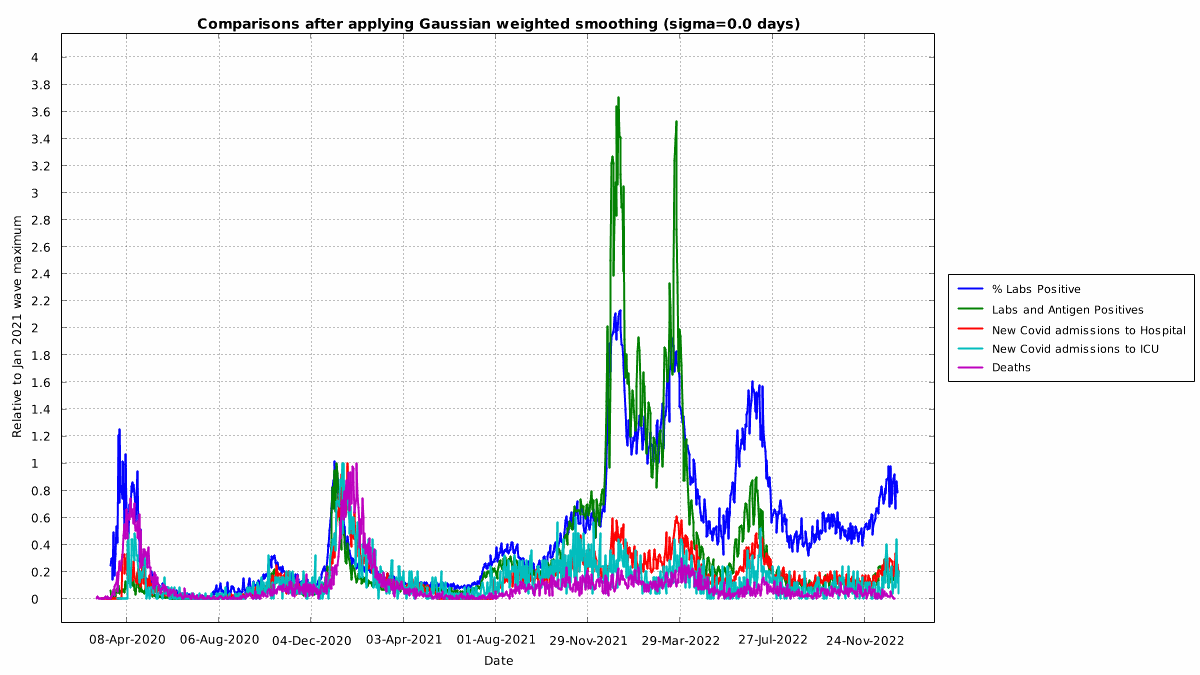 Comparisons after applying Gaussian weighted smoothing (sigma=0.0 days)
Relative to Jan 2021 wave maximum
4
3.8
3.6
3.4
3.2
3
2.8
2.6
2.4
2.2
2
1.8
1.6
1.4
1.2
1
0.8
0.6
0.4
0.2
0
08-Apr-2020
06-Aug-2020
04-Dec-2020
03-Apr-2021
01-Aug-2021
29-Nov-2021
29-Mar-2022
27-Jul-2022
24-Nov-2022
Date
% Labs Positive
Labs and Antigen Positives
New Covid admissions to Hospital
New Covid admissions to ICU
Deaths